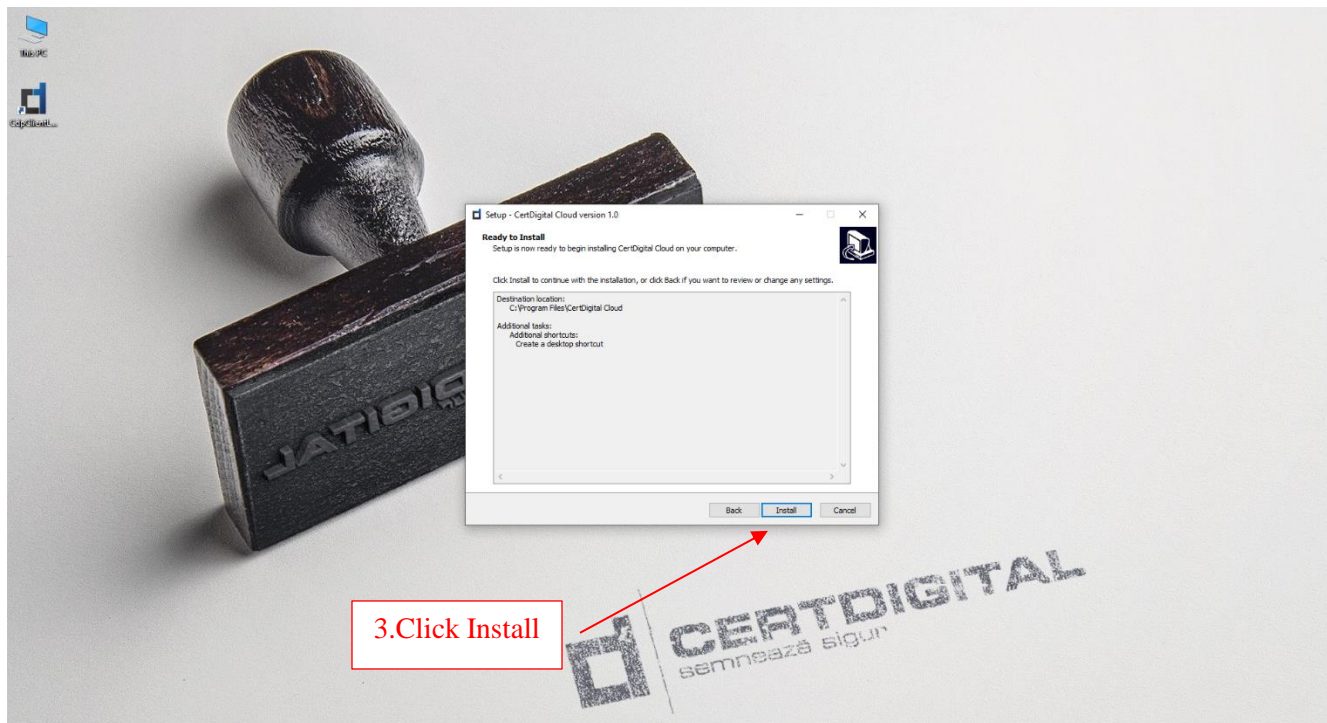 This PC
Setup - CertDigital Cloud version 1.0
Ready to Install
Setup is now ready to begin installing CertDigital Cloud on your computer.
Click Install to continue with the installation, or click Back if you want to review or change any settings.
Destination location:
C:\Program Files\CertDigital Cloud
Additional tasks:
Additional shortcuts:
Create a desktop shortcut
Back
Install
Cancel
3.Click Install
CERTDIGITAL
semnează sigur